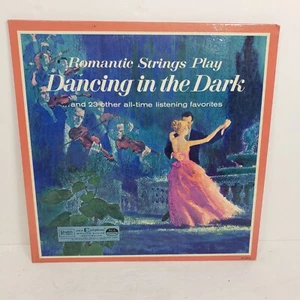 Romantic Strings Play
Dancing in the Dark
...and 23 other all-time listening favorites